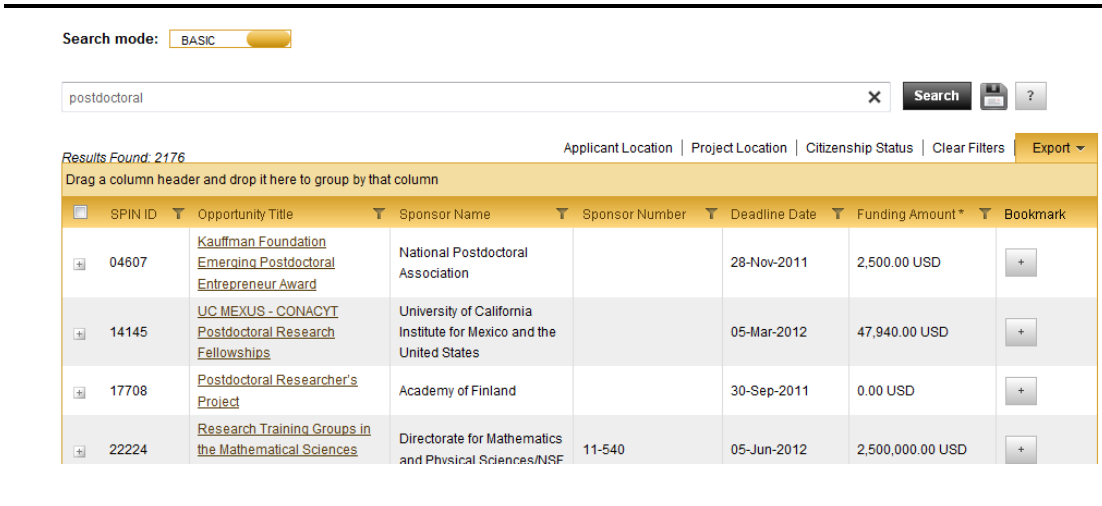 Search mode: BASIC
postdoctoral ✕ Search ?
Applicant Location | Project Location | Citizenship Status | Clear Filters | Export
Results Found: 2176
Drag a column header and drop it here to group by that column
SPIN ID Opportunity Title Sponsor Name Sponsor Number Deadline Date Funding Amount * Bookmark
Kauffman Foundation
Emerging Postdoctoral
Entrepreneur Award
04607
National Postdoctoral
Association
28-Nov-2011 2,500.00 USD +
UC MEXUS - CONACYT
Postdoctoral Research
Fellowships
14145
University of California
Institute for Mexico and the
United States
05-Mar-2012 47,940.00 USD +
Postdoctoral Researcher's
Project
17708
Academy of Finland
30-Sep-2011 0.00 USD +
Research Training Groups in
the Mathematical Sciences
22224
Directorate for Mathematics
and Physical Sciences/NSF
11-540 05-Jun-2012 2,500,000.00 USD +